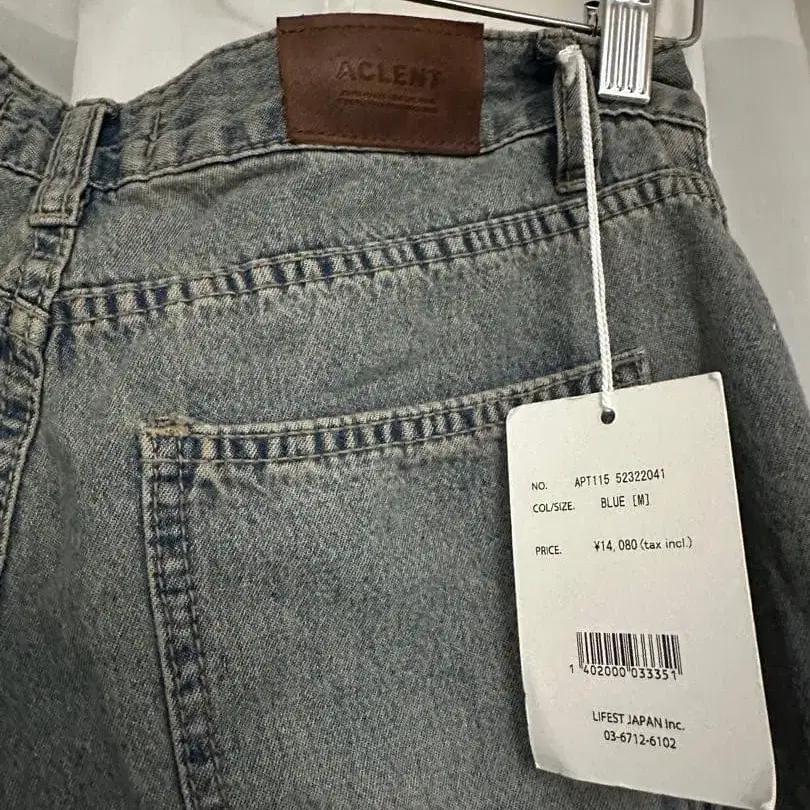 ACLENT
NO. APT115 52322041
COL/SIZE. BLUE [M]
PRICE. ¥14,080(tax incl.)
1 402000 033351
LIFEST JAPAN Inc.
03-6712-6102